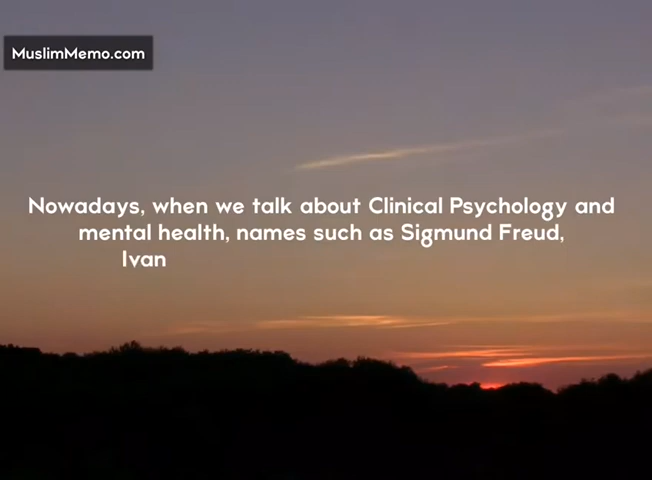 MuslimMemo.com
Nowadays, when we talk about Clinical Psychology and
mental health, names such as Sigmund Freud,
Ivan